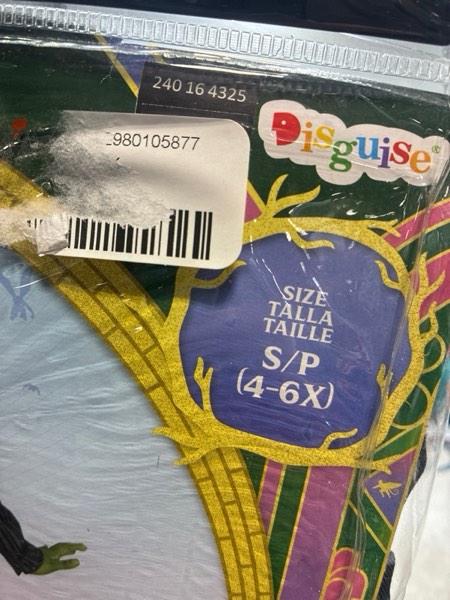 240 16 4325
Disguise®
980105877
SIZE
TALLA
TAILLE
S/P
(4-6X)